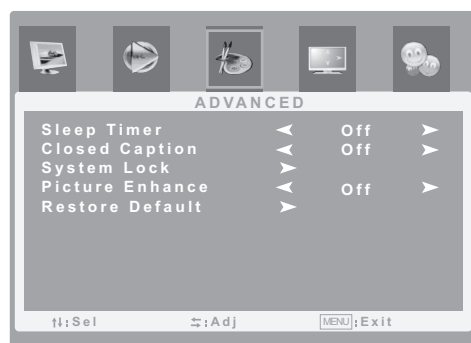 ADVANCED
Sleep Timer Off
Closed Caption Off
System Lock
Picture Enhance Off
Restore Default
:Sel :Adj MENU:Exit